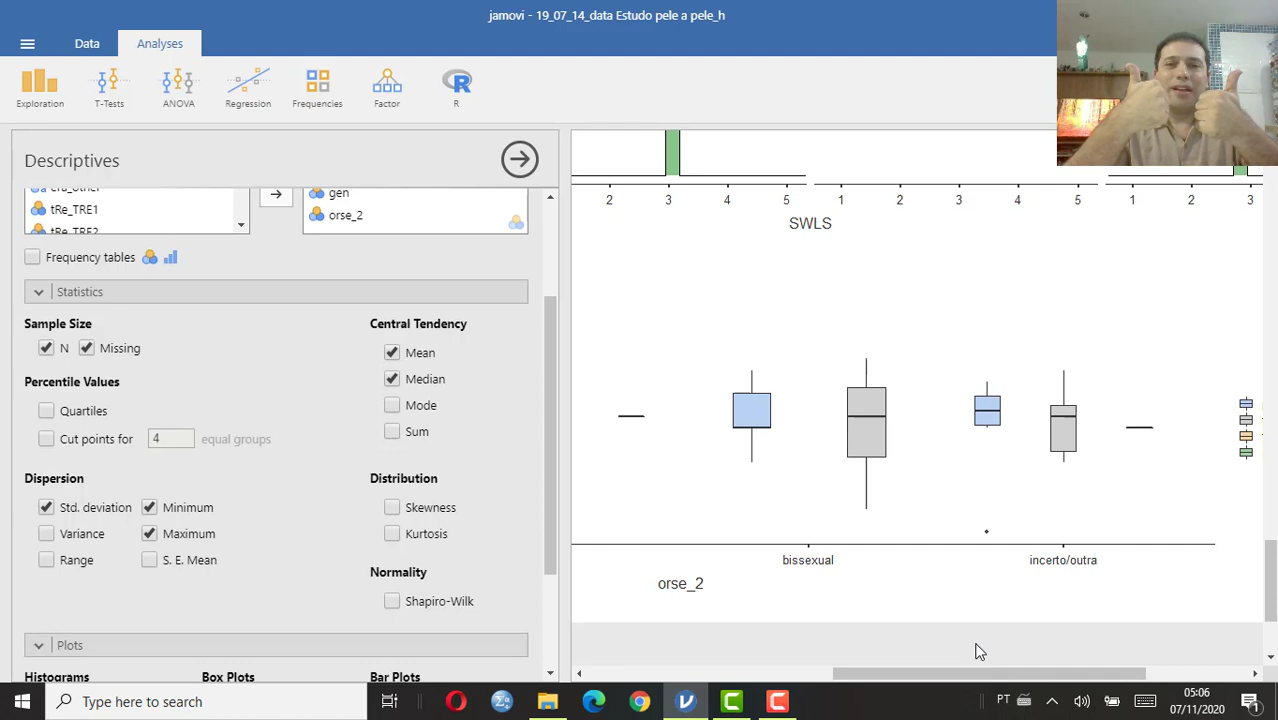 jamovi - 19_07_14_data Estudo pele a pele_h
Data
Analyses
Exploration
T-Tests
ANOVA
Regression
Frequencies
Factor
R
R
Descriptives
tRe_TRE1
tRe_TRE2
gen
orse_2
Frequency tables
Statistics
Sample Size
N
Missing
Percentile Values
Quartiles
Cut points for
4
equal groups
Dispersion
Std. deviation
Minimum
Variance
Maximum
Range
S. E. Mean
Central Tendency
Mean
Median
Mode
Sum
Distribution
Skewness
Kurtosis
Normality
Shapiro-Wilk
Plots
Histograms
Box Plots
Bar Plots
2 3 4 5 1 2 3 4 5 1 2 3
SWLS
bissexual
incerto/outra
orse_2
Type here to search
PT
05:06
07/11/2020
1